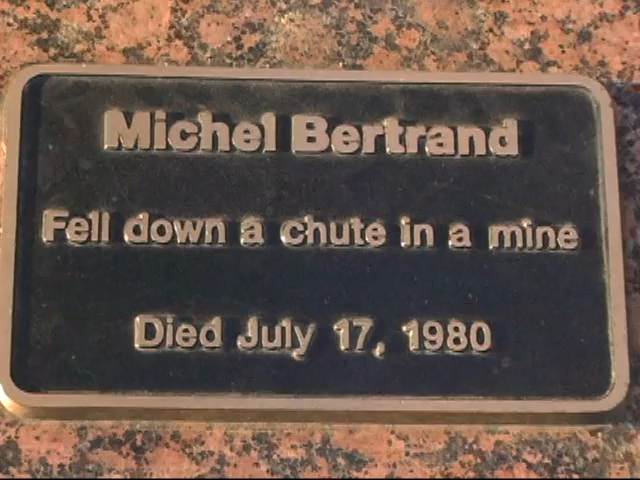 Michel Bertrand
Fell down a chute in a mine
Died July 17, 1980